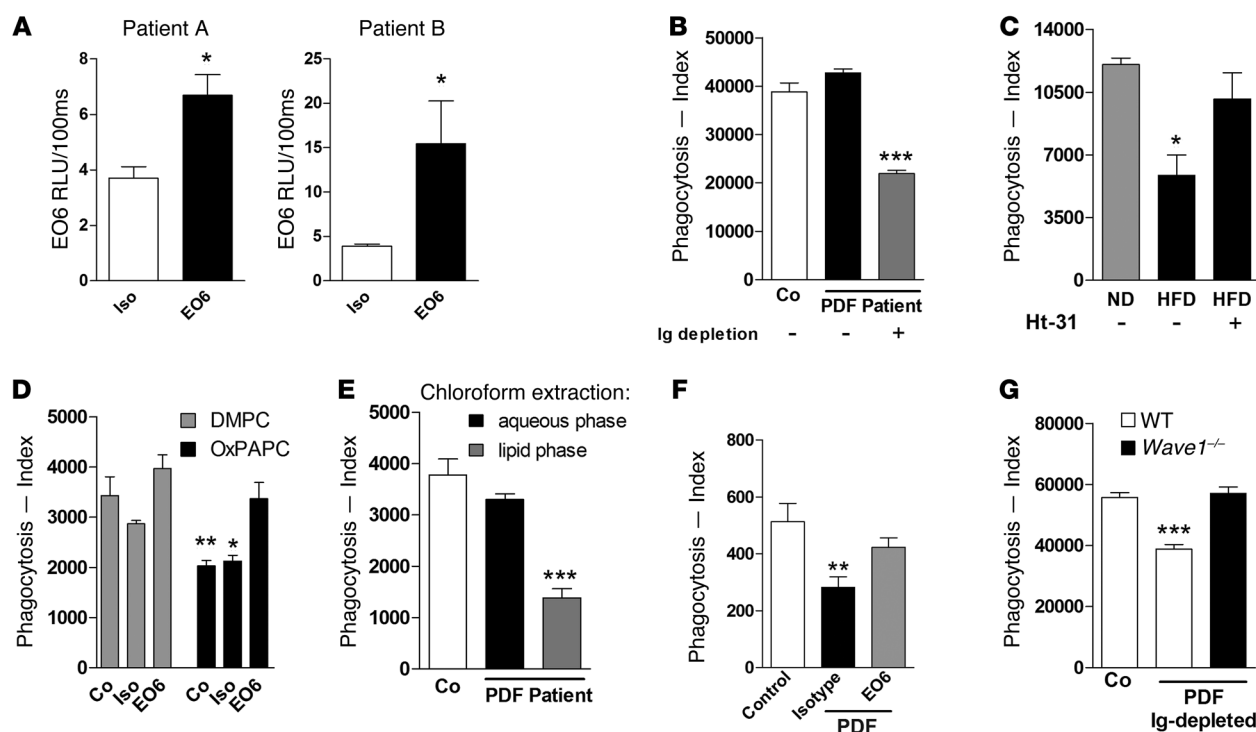 A
Patient A
EO6 RLU/100ms
8
6
4
2
0
*
Iso
EO6
Patient B
EO6 RLU/100ms
25
20
15
10
5
0
*
Iso
EO6
B
Phagocytosis — Index
50000
40000
30000
20000
10000
0
***
Co
PDF Patient
Ig depletion - - +
C
Phagocytosis — Index
14000
10500
7000
3500
0
*
ND HFD HFD
Ht-31 - - +
D
Phagocytosis — Index
5000
4000
3000
2000
1000
0
DMPC
OxPAPC
** *
Co Iso EO6 Co Iso EO6
E
Chloroform extraction:
aqueous phase
lipid phase
Phagocytosis — Index
5000
4000
3000
2000
1000
0
***
Co
PDF Patient
F
Phagocytosis — Index
800
600
400
200
0
**
Control Isotype EO6
PDF
G
WT
Wave1–/–
Phagocytosis — Index
80000
60000
40000
20000
0
***
Co
PDF
Ig-depleted